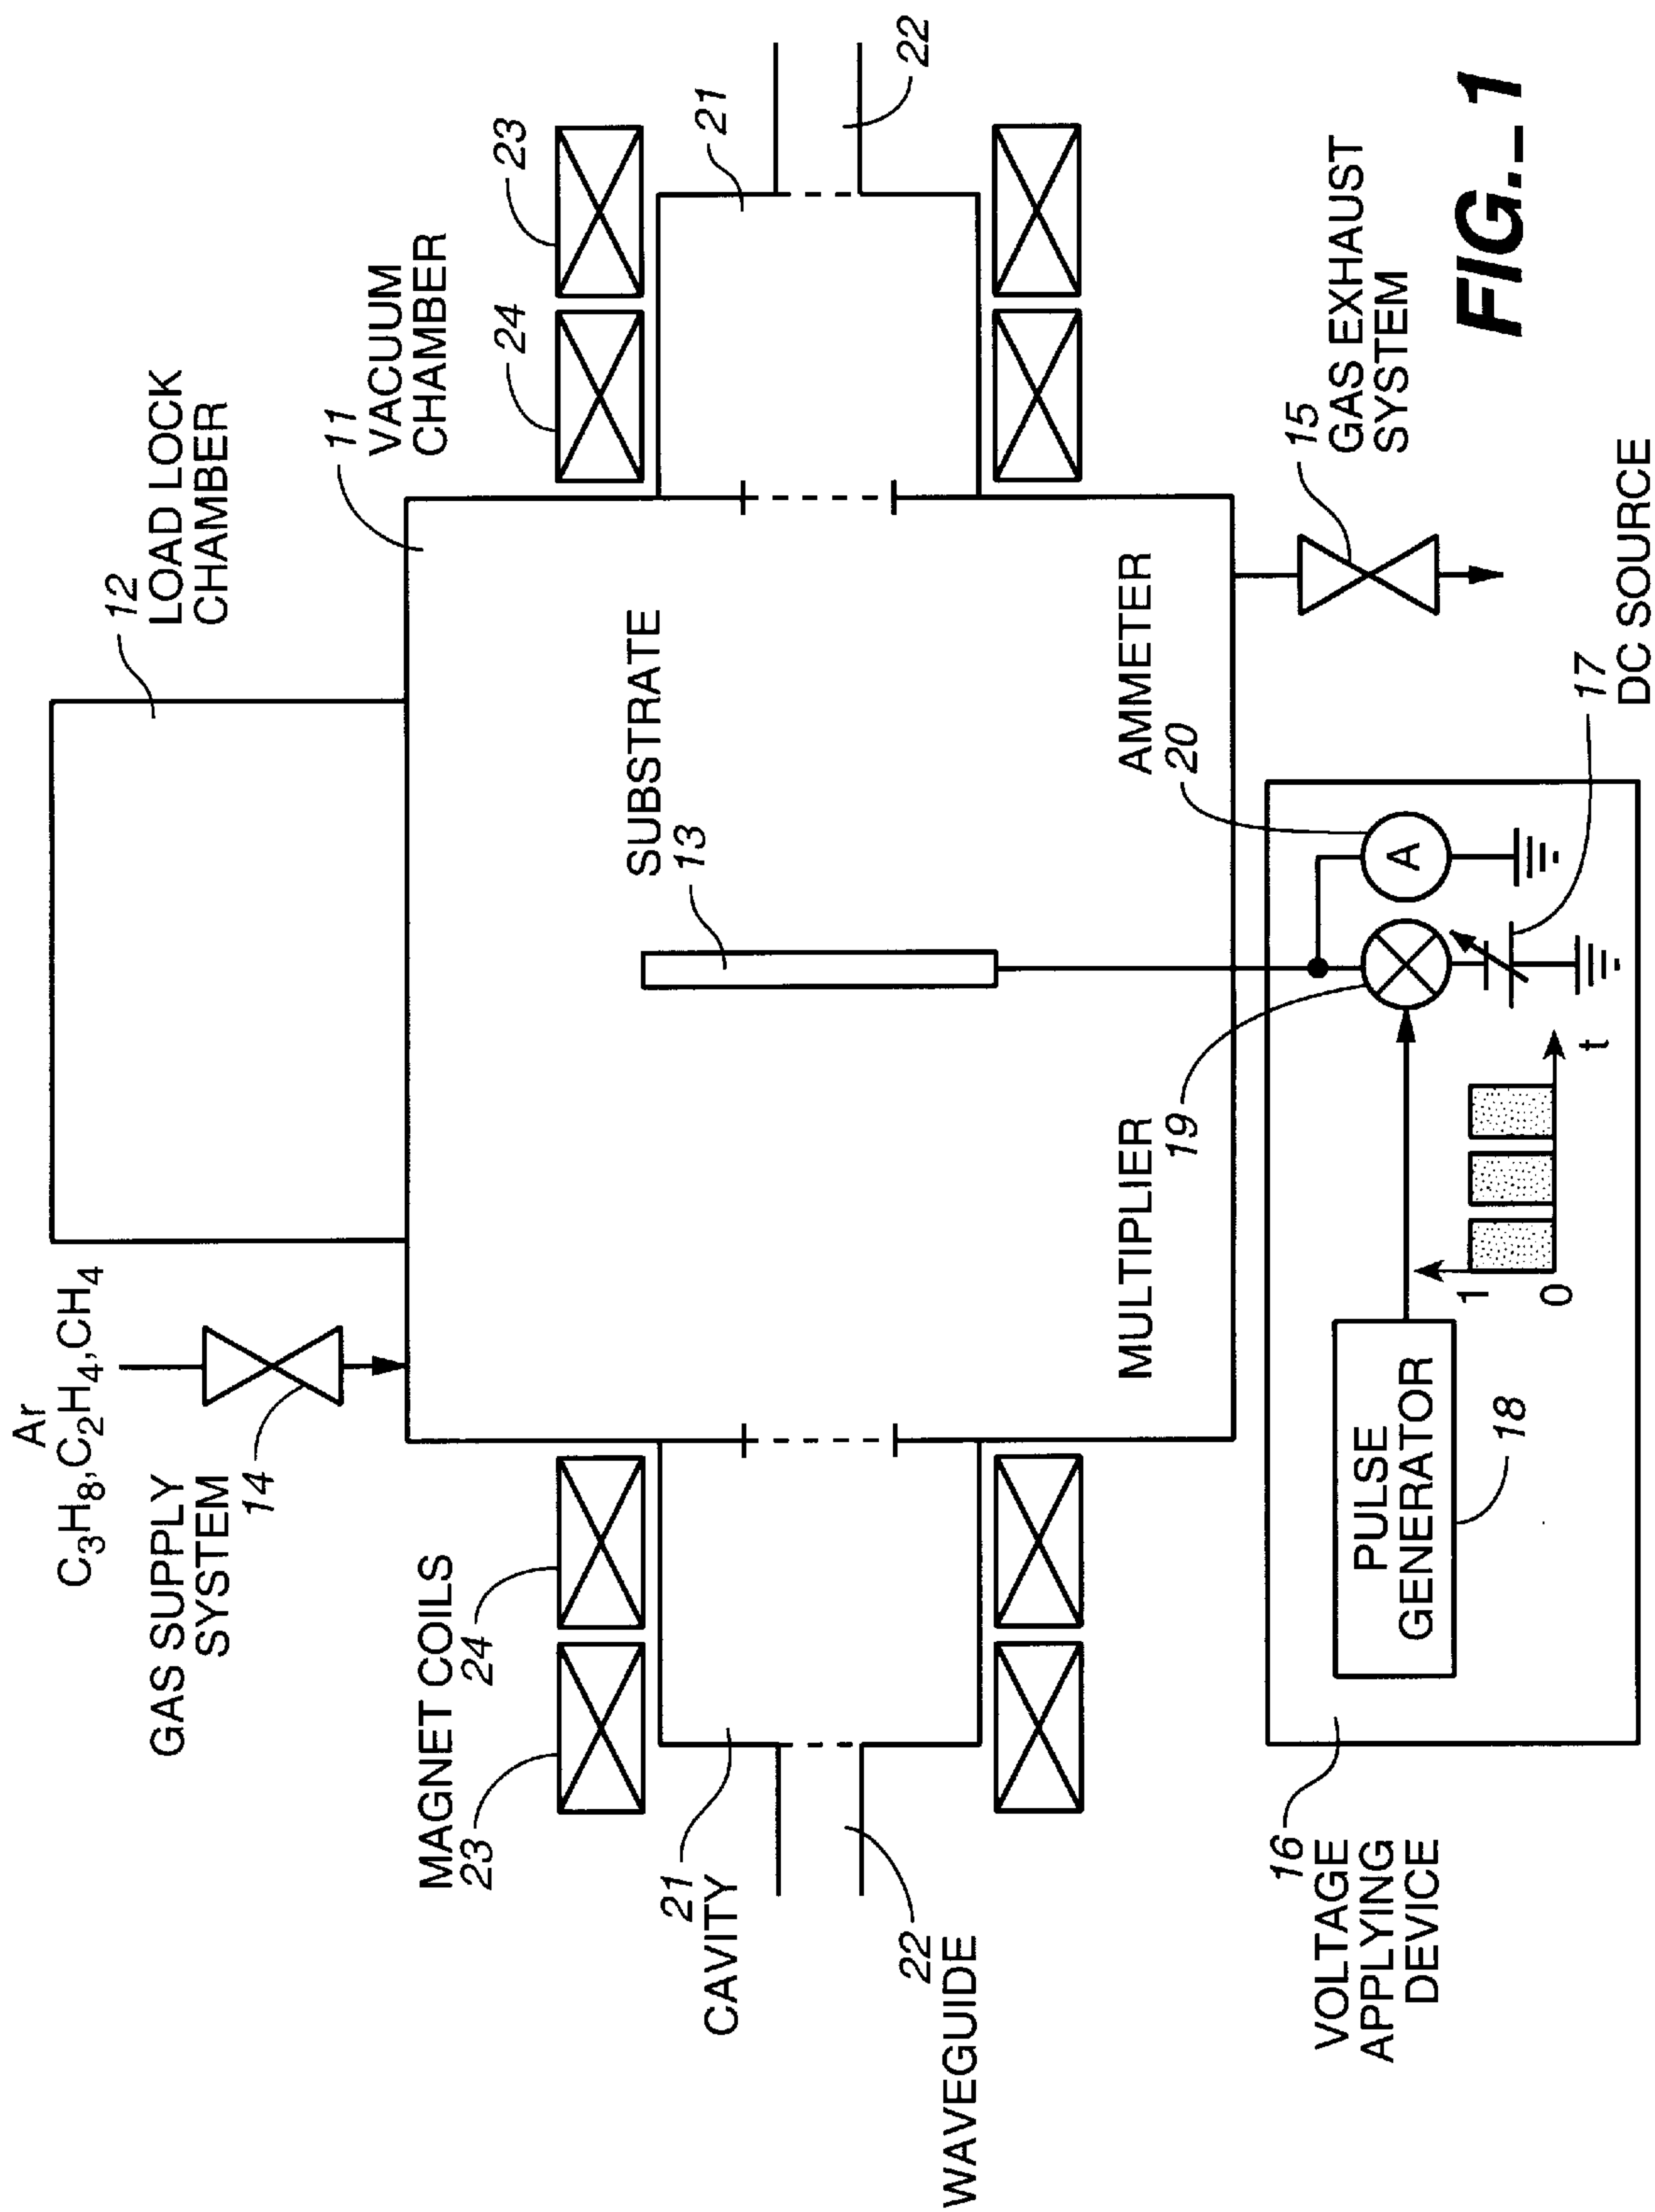 Ar
C3H8,C2H4,CH4
GAS SUPPLY
SYSTEM
14
12
LOAD LOCK
CHAMBER
11
VACUUM
CHAMBER
MAGNET COILS
23
24
24
23
21
CAVITY
21
22
WAVEGUIDE
22
SUBSTRATE
13
MULTIPLIER
19
AMMETER
20
A
15
GAS EXHAUST
SYSTEM
16
VOLTAGE
APPLYING
DEVICE
PULSE
GENERATOR
18
1
0
t
17
DC SOURCE
FIG._1